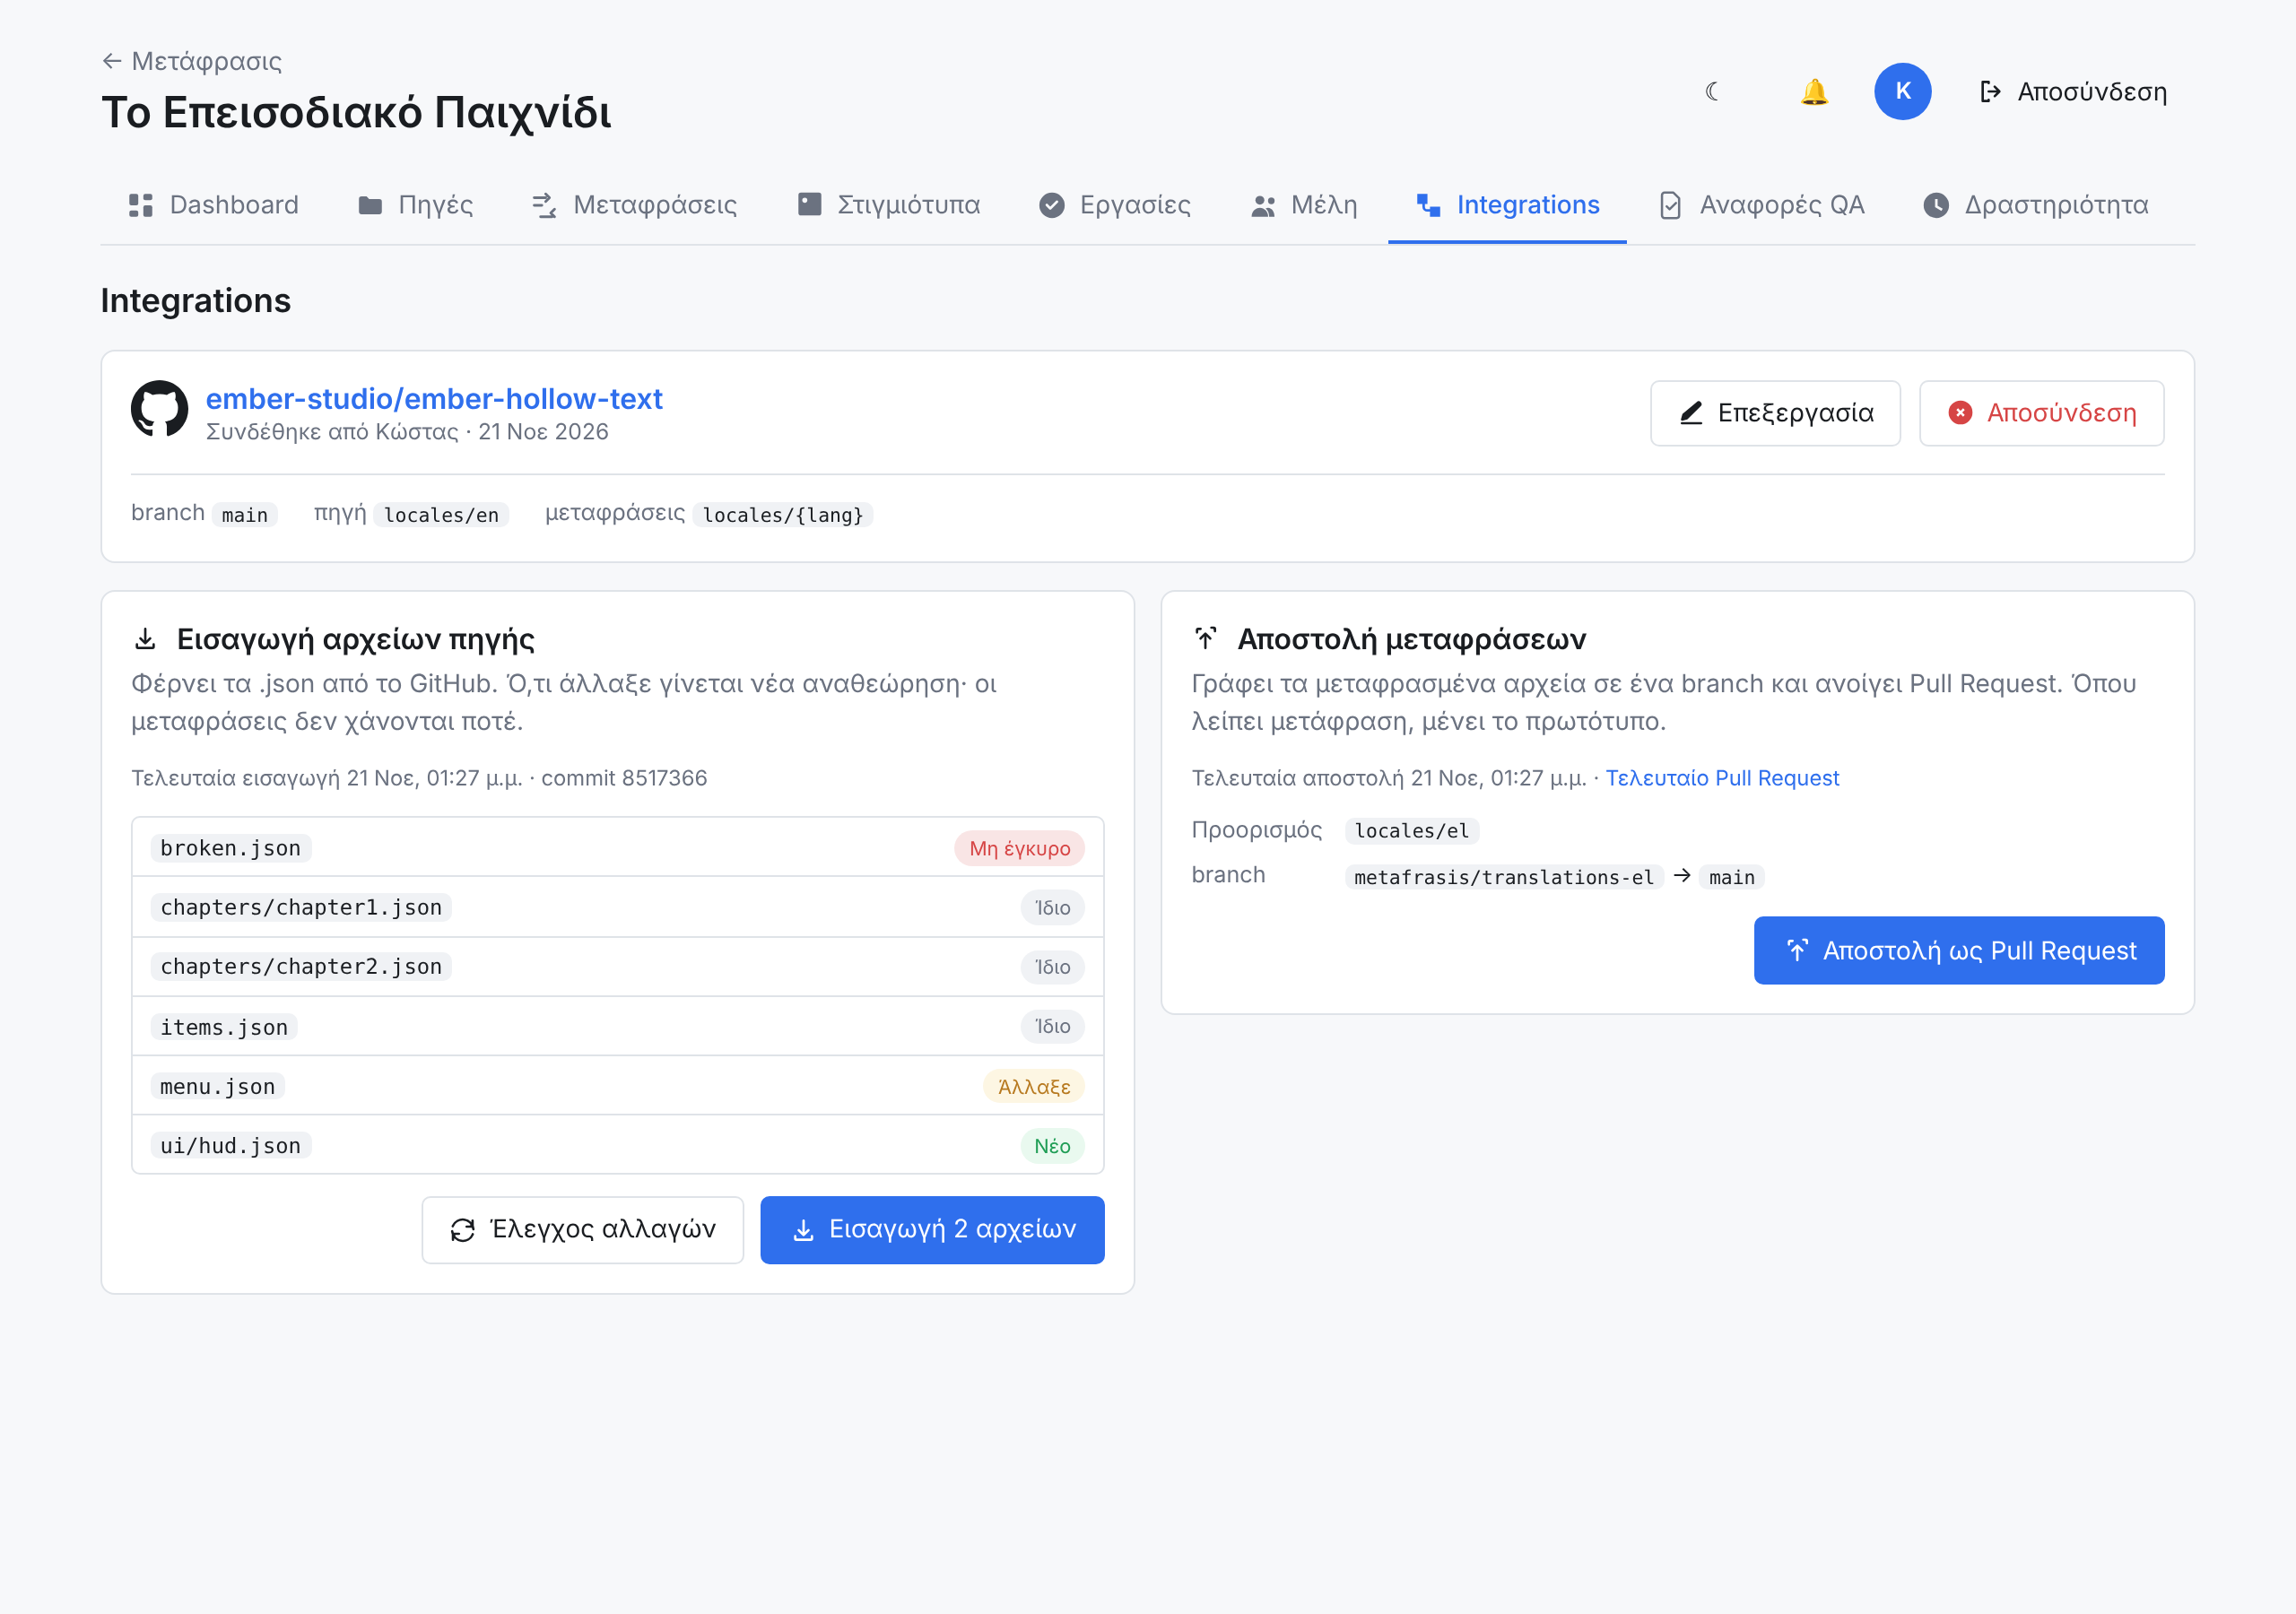 ← Μετάφρασις
Το Επεισοδιακό Παιχνίδι
K
Αποσύνδεση
Dashboard
Πηγές
Μεταφράσεις
Στιγμιότυπα
Εργασίες
Μέλη
Integrations
Αναφορές QA
Δραστηριότητα
Integrations
ember-studio/ember-hollow-text
Συνδέθηκε από Κώστας · 21 Νοε 2026
Επεξεργασία
Αποσύνδεση
branch main πηγή locales/en μεταφράσεις locales/{lang}
Εισαγωγή αρχείων πηγής
Φέρνει τα .json από το GitHub. Ό,τι άλλαξε γίνεται νέα αναθεώρηση· οι
μεταφράσεις δεν χάνονται ποτέ.
Τελευταία εισαγωγή 21 Νοε, 01:27 μ.μ. · commit 8517366
broken.json Μη έγκυρο
chapters/chapter1.json Ίδιο
chapters/chapter2.json Ίδιο
items.json Ίδιο
menu.json Άλλαξε
ui/hud.json Νέο
Έλεγχος αλλαγών
Εισαγωγή 2 αρχείων
Αποστολή μεταφράσεων
Γράφει τα μεταφρασμένα αρχεία σε ένα branch και ανοίγει Pull Request. Όπου
λείπει μετάφραση, μένει το πρωτότυπο.
Τελευταία αποστολή 21 Νοε, 01:27 μ.μ. · Τελευταίο Pull Request
Προορισμός locales/el
branch metafrasis/translations-el → main
Αποστολή ως Pull Request